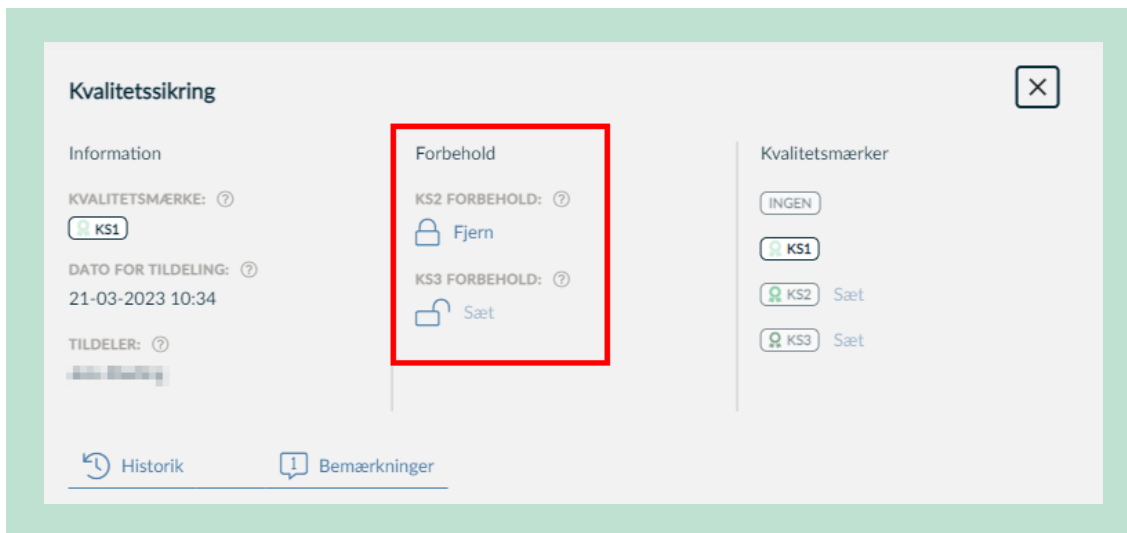 Kvalitetssikring
Information
KVALITETSMÆRKE: ?
KS1
DATO FOR TILDELING: ?
21-03-2023 10:34
TILDELER: ?
Forbehold
KS2 FORBEHOLD: ?
Fjern
KS3 FORBEHOLD: ?
Sæt
Kvalitetsmærker
INGEN
KS1
KS2 Sæt
KS3 Sæt
Historik
1 Bemærkninger